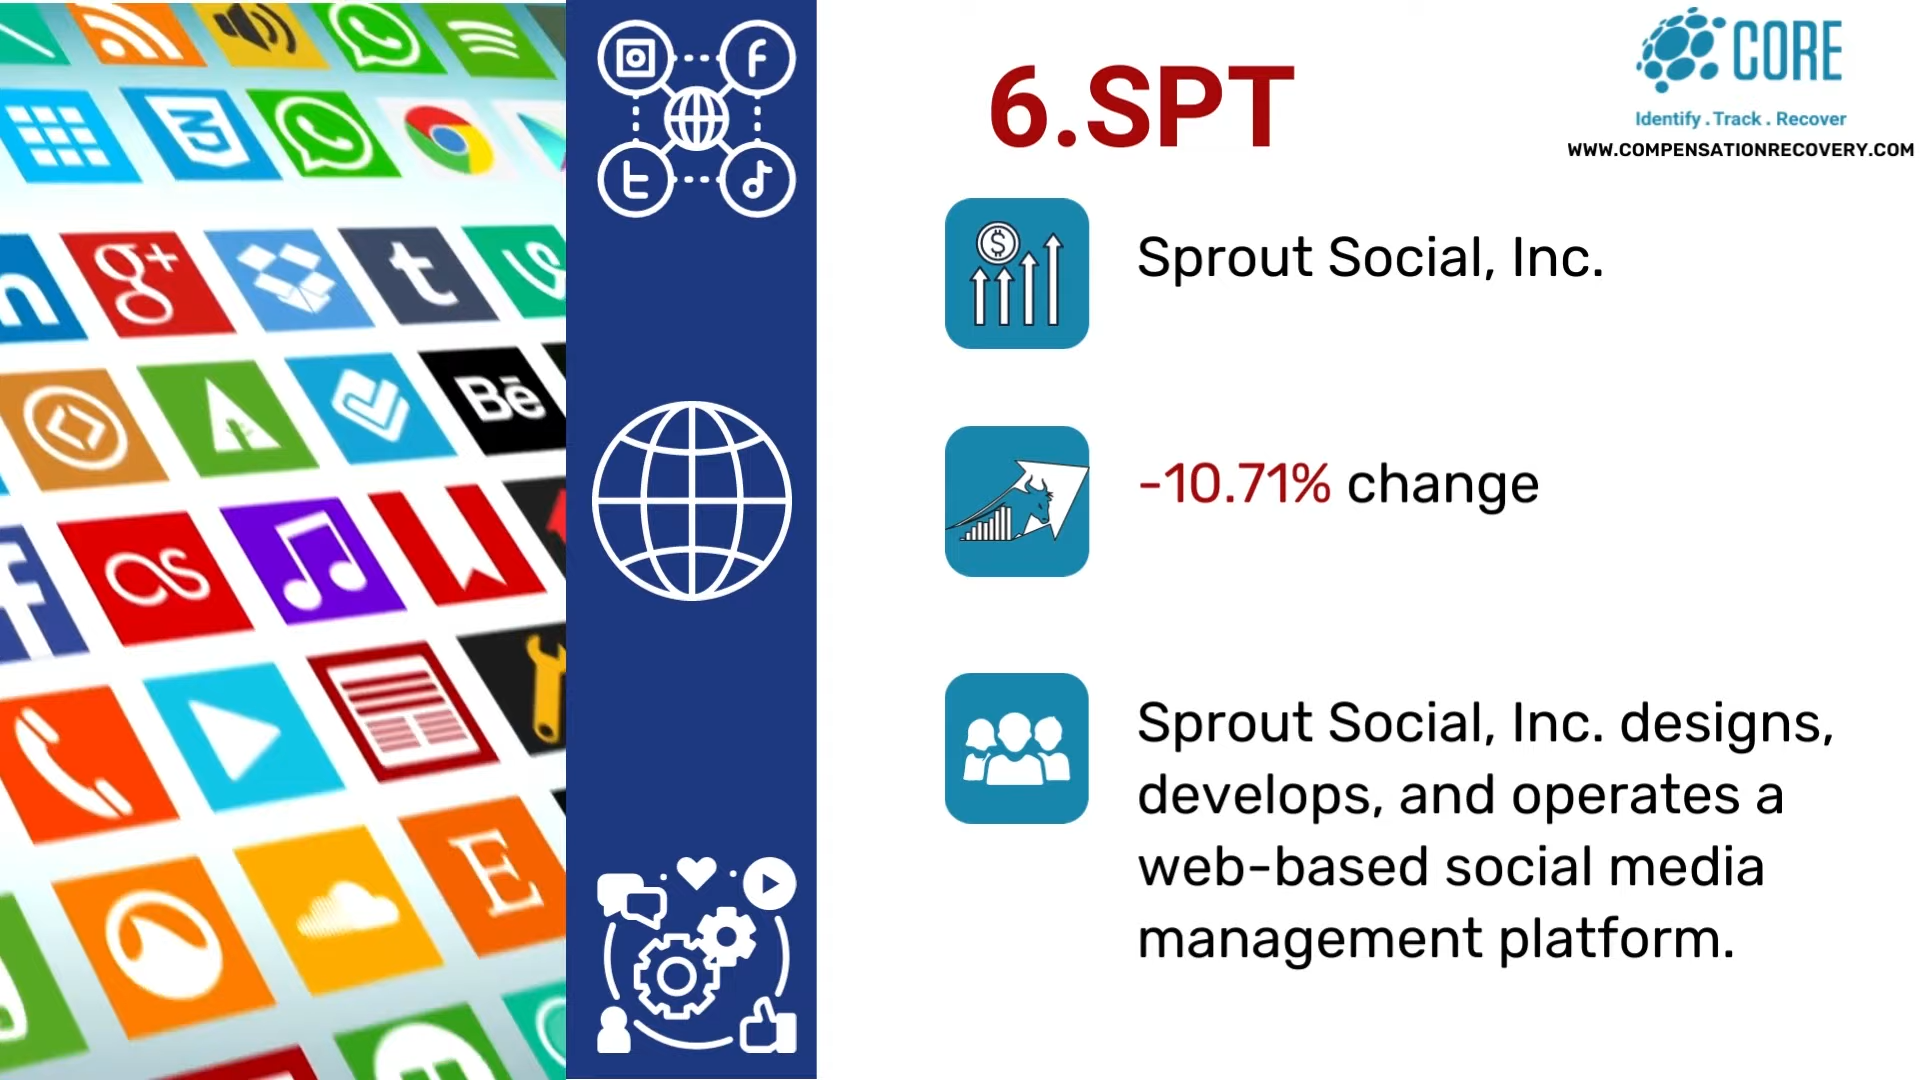 6.SPT
CORE
Identify . Track . Recover
WWW.COMPENSATIONRECOVERY.COM
Sprout Social, Inc.
-10.71% change
Sprout Social, Inc. designs,
develops, and operates a
web-based social media
management platform.
g+
t
Bē
f
E
$